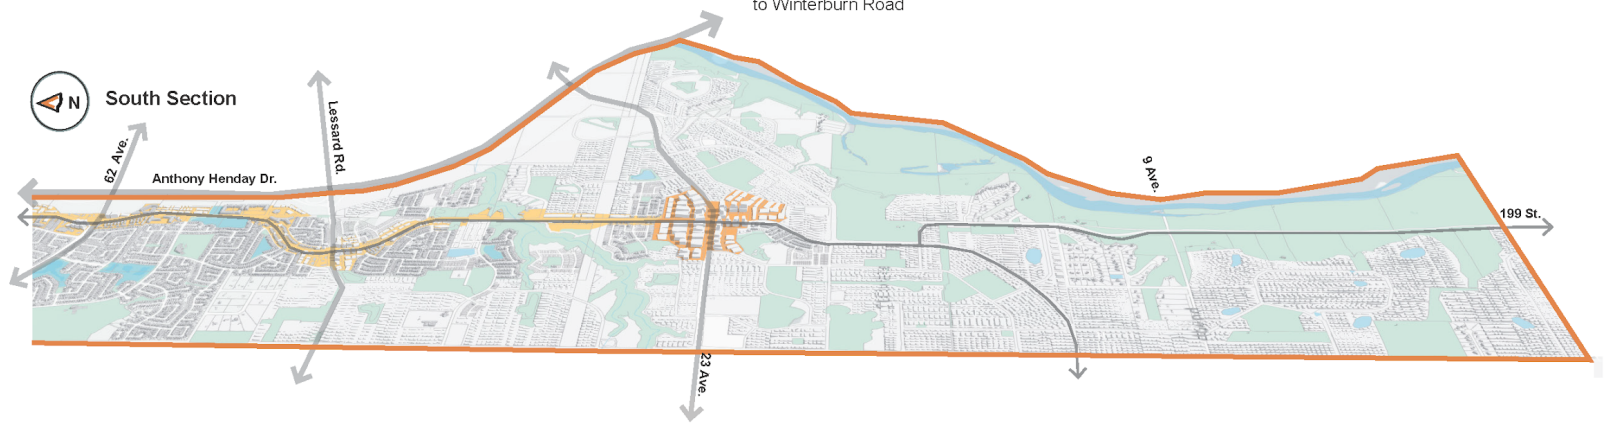 to Winterburn Road
N
South Section
62 Ave.
Lessard Rd.
Anthony Henday Dr.
9 Ave.
199 St.
23 Ave.